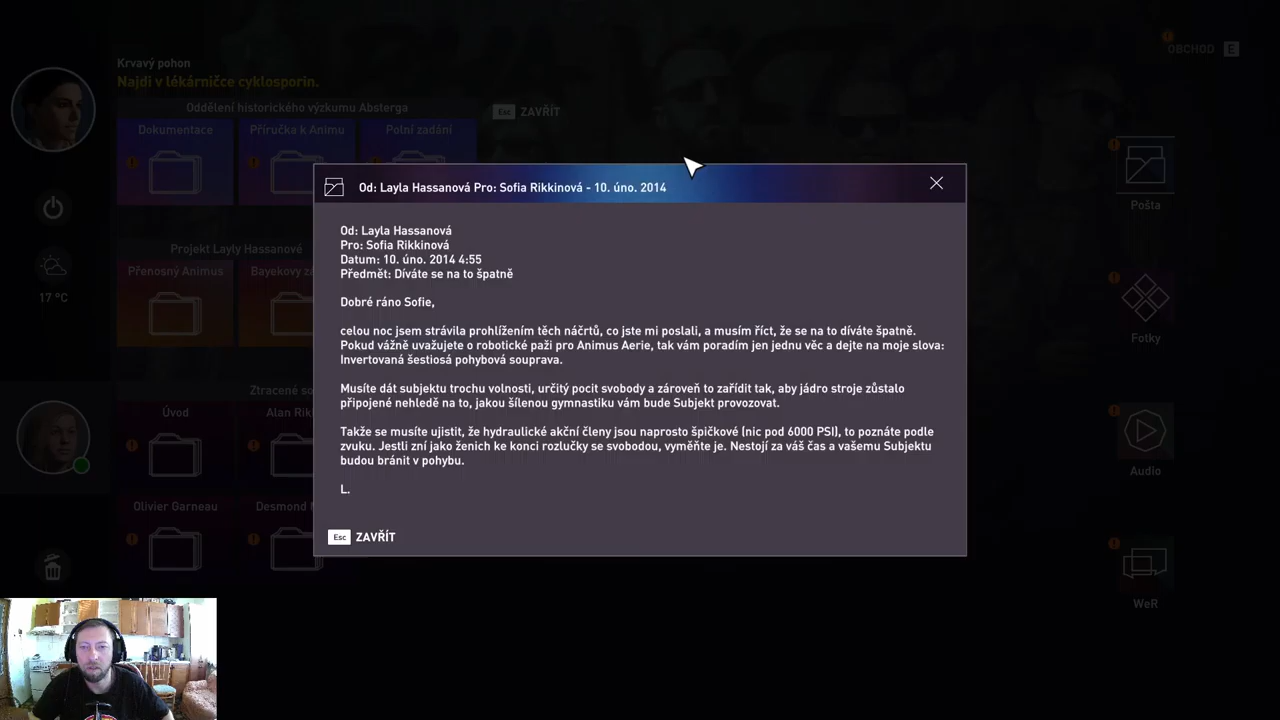 Krvavý pohon
Najdi v lékárničce cyklosporin.
OBCHOD E
Oddělení historického výzkumu Absterga
Esc ZAVŘÍT
Dokumentace
Příručka k Animu
Polní zadání
Od: Layla Hassanová Pro: Sofia Rikkinová - 10. úno. 2014
Od: Layla Hassanová
Pro: Sofia Rikkinová
Datum: 10. úno. 2014 4:55
Předmět: Díváte se na to špatně
Dobré ráno Sofie,
celou noc jsem strávila prohlížením těch náčrtů, co jste mi poslali, a musím říct, že se na to díváte špatně.
Pokud vážně uvažujete o robotické paži pro Animus Aerie, tak vám poradím jen jednu věc a dejte na moje slova:
Invertovaná šestiosá pohybová souprava.
Musíte dát subjektu trochu volnosti, určitý pocit svobody a zároveň to zařídit tak, aby jádro stroje zůstalo
připojené nehledě na to, jakou šílenou gymnastiku vám bude Subjekt provozovat.
Takže se musíte ujistit, že hydraulické akční členy jsou naprosto špičkové (nic pod 6000 PSI), to poznáte podle
zvuku. Jestli zní jako ženich ke konci rozlučky se svobodou, vyměňte je. Nestojí za váš čas a vašemu Subjektu
budou bránit v pohybu.
L.
Esc ZAVŘÍT
Projekt Layly Hassanové
Přenosný Animus
Bayekovy
17 °C
Ztracené
Úvod
Alan
Olivier Garneau
Desmond
Pošta
Fotky
Audio
WeR